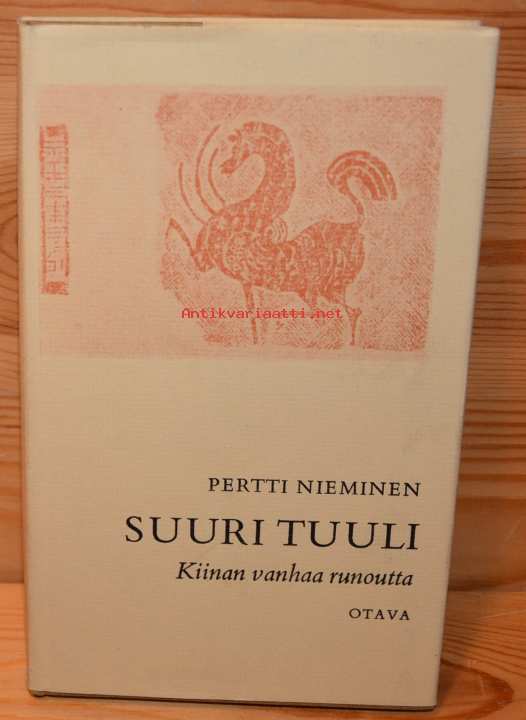 Antikvariaatti.net
PERTTI NIEMINEN
SUURI TUULI
Kiinan vanhaa runoutta
OTAVA